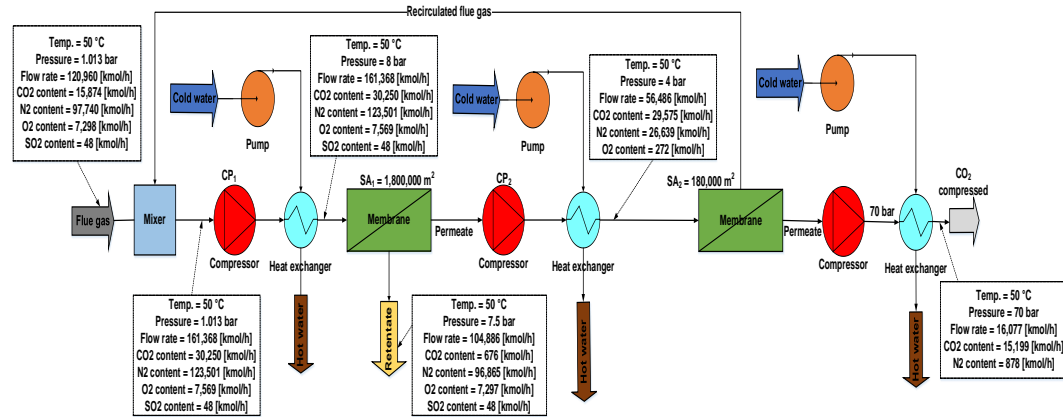 Recirculated flue gas
Temp. = 50 °C
Pressure = 1.013 bar
Flow rate = 120,960 [kmol/h]
CO2 content = 15,874 [kmol/h]
N2 content = 97,740 [kmol/h]
O2 content = 7,298 [kmol/h]
SO2 content = 48 [kmol/h]
Cold water
Pump
Temp. = 50 °C
Pressure = 8 bar
Flow rate = 161,368 [kmol/h]
CO2 content = 30,250 [kmol/h]
N2 content = 123,501 [kmol/h]
O2 content = 7,569 [kmol/h]
SO2 content = 48 [kmol/h]
Cold water
Pump
Temp. = 50 °C
Pressure = 4 bar
Flow rate = 56,486 [kmol/h]
CO2 content = 29,575 [kmol/h]
N2 content = 26,639 [kmol/h]
O2 content = 272 [kmol/h]
Cold water
Pump
Flue gas
Mixer
CP1
Compressor
Heat exchanger
SA1 = 1,800,000 m²
Membrane
Permeate
CP2
Compressor
Heat exchanger
SA2 = 180,000 m²
Membrane
Permeate
Compressor
70 bar
Heat exchanger
CO2
compressed
Temp. = 50 °C
Pressure = 1.013 bar
Flow rate = 161,368 [kmol/h]
CO2 content = 30,250 [kmol/h]
N2 content = 123,501 [kmol/h]
O2 content = 7,569 [kmol/h]
SO2 content = 48 [kmol/h]
Hot water
Retentate
Temp. = 50 °C
Pressure = 7.5 bar
Flow rate = 104,886 [kmol/h]
CO2 content = 676 [kmol/h]
N2 content = 96,865 [kmol/h]
O2 content = 7,297 [kmol/h]
SO2 content = 48 [kmol/h]
Hot water
Hot water
Temp. = 50 °C
Pressure = 70 bar
Flow rate = 16,077 [kmol/h]
CO2 content = 15,199 [kmol/h]
N2 content = 878 [kmol/h]